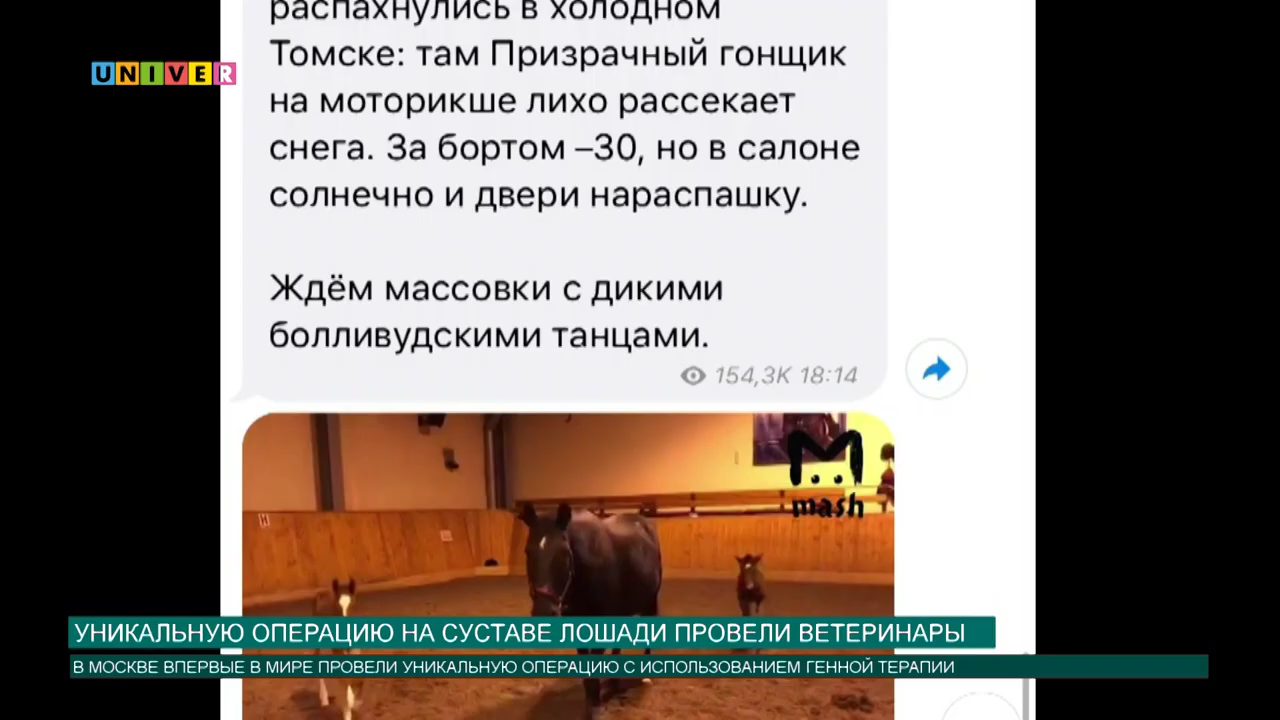 распахнулись в холодном
Томске: там Призрачный гонщик
на моторикше лихо рассекает
снега. За бортом –30, но в салоне
солнечно и двери нараспашку.
Ждём массовки с дикими
болливудскими танцами.
154,3K 18:14
UNIVER
mash
УНИКАЛЬНУЮ ОПЕРАЦИЮ НА СУСТАВЕ ЛОШАДИ ПРОВЕЛИ ВЕТЕРИНАРЫ
В МОСКВЕ ВПЕРВЫЕ В МИРЕ ПРОВЕЛИ УНИКАЛЬНУЮ ОПЕРАЦИЮ С ИСПОЛЬЗОВАНИЕМ ГЕННОЙ ТЕРАПИИ